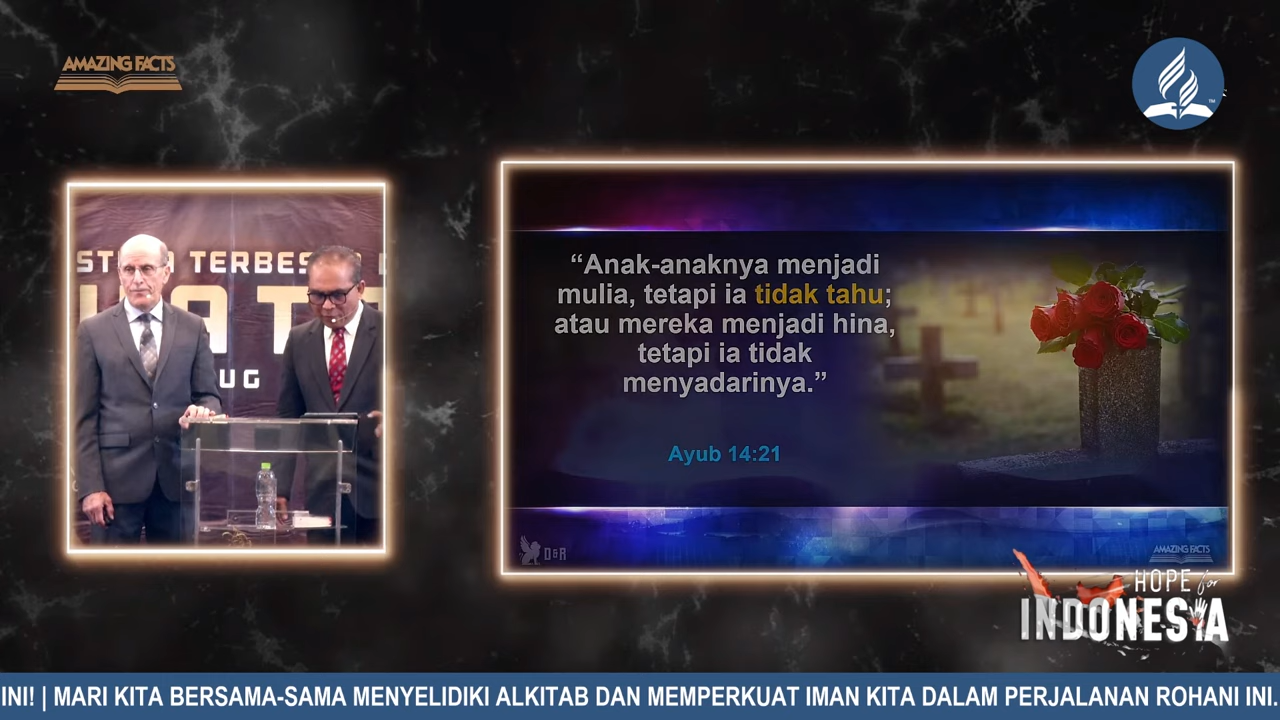 AMAZING FACTS
TERBES
UG
“Anak-anaknya menjadi
mulia, tetapi ia tidak tahu;
atau mereka menjadi hina,
tetapi ia tidak
menyadarinya.”
Ayub 14:21
D&R
AMAZING FACTS
HOPE for
INDONESIA
INI! | MARI KITA BERSAMA-SAMA MENYELIDIKI ALKITAB DAN MEMPERKUAT IMAN KITA DALAM PERJALANAN ROHANI INI.